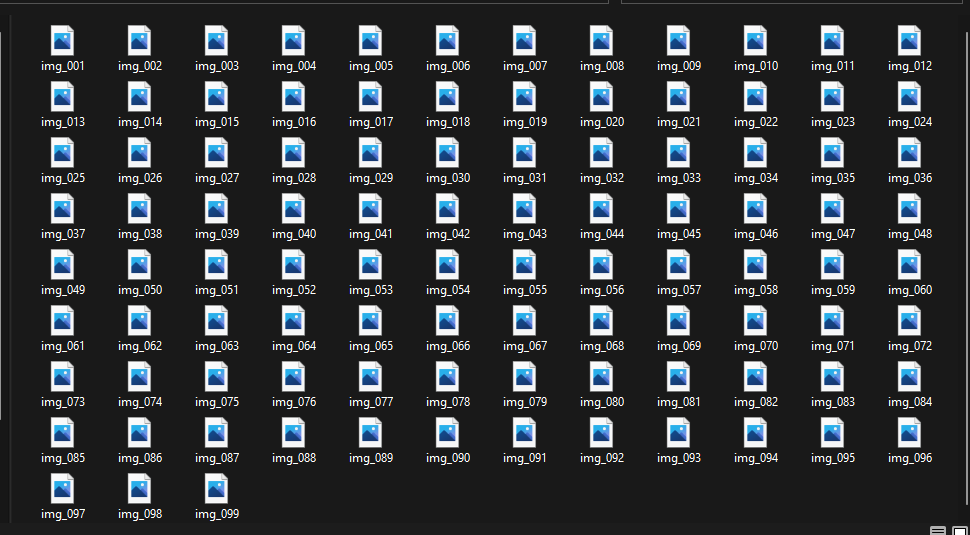 img_001 img_002 img_003 img_004 img_005 img_006 img_007 img_008 img_009 img_010 img_011 img_012
img_013 img_014 img_015 img_016 img_017 img_018 img_019 img_020 img_021 img_022 img_023 img_024
img_025 img_026 img_027 img_028 img_029 img_030 img_031 img_032 img_033 img_034 img_035 img_036
img_037 img_038 img_039 img_040 img_041 img_042 img_043 img_044 img_045 img_046 img_047 img_048
img_049 img_050 img_051 img_052 img_053 img_054 img_055 img_056 img_057 img_058 img_059 img_060
img_061 img_062 img_063 img_064 img_065 img_066 img_067 img_068 img_069 img_070 img_071 img_072
img_073 img_074 img_075 img_076 img_077 img_078 img_079 img_080 img_081 img_082 img_083 img_084
img_085 img_086 img_087 img_088 img_089 img_090 img_091 img_092 img_093 img_094 img_095 img_096
img_097 img_098 img_099